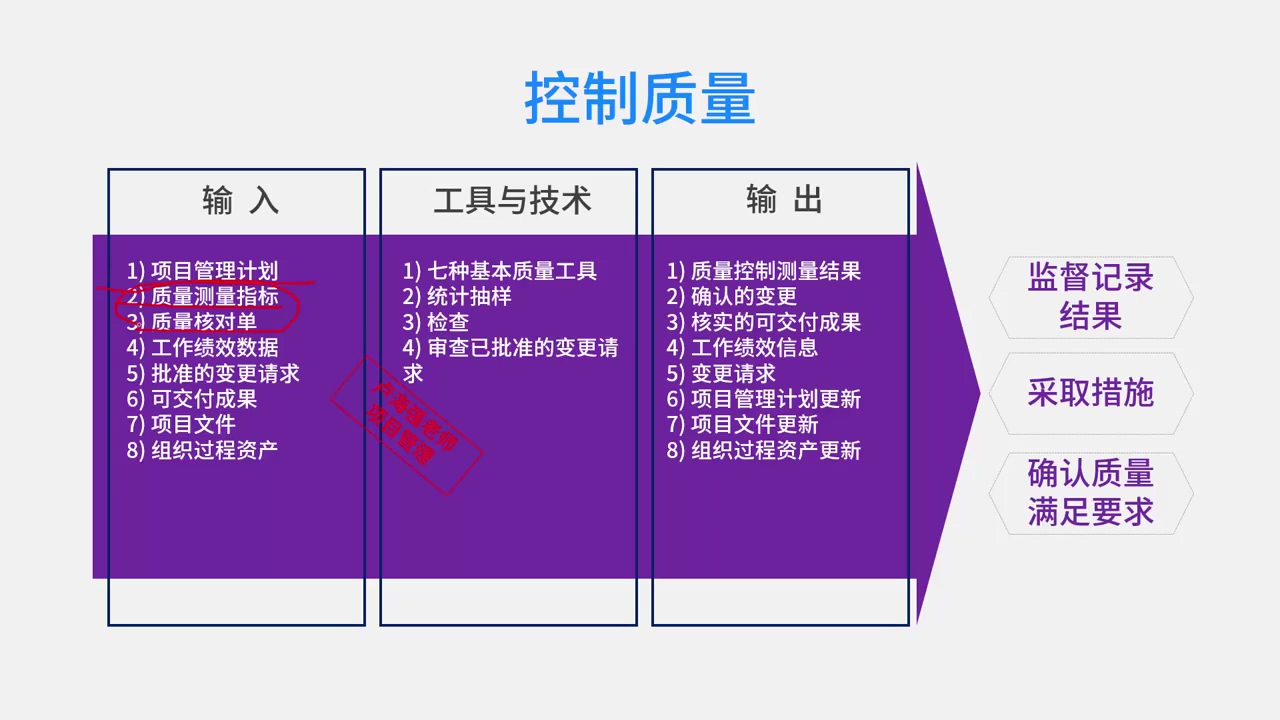 控制质量
输 入
1) 项目管理计划
2) 质量测量指标
3) 质量核对单
4) 工作绩效数据
5) 批准的变更请求
6) 可交付成果
7) 项目文件
8) 组织过程资产
工具与技术
1) 七种基本质量工具
2) 统计抽样
3) 检查
4) 审查已批准的变更请
求
输 出
1) 质量控制测量结果
2) 确认的变更
3) 核实的可交付成果
4) 工作绩效信息
5) 变更请求
6) 项目管理计划更新
7) 项目文件更新
8) 组织过程资产更新
监督记录
结果
采取措施
确认质量
满足要求
卢海强老师
项目管理